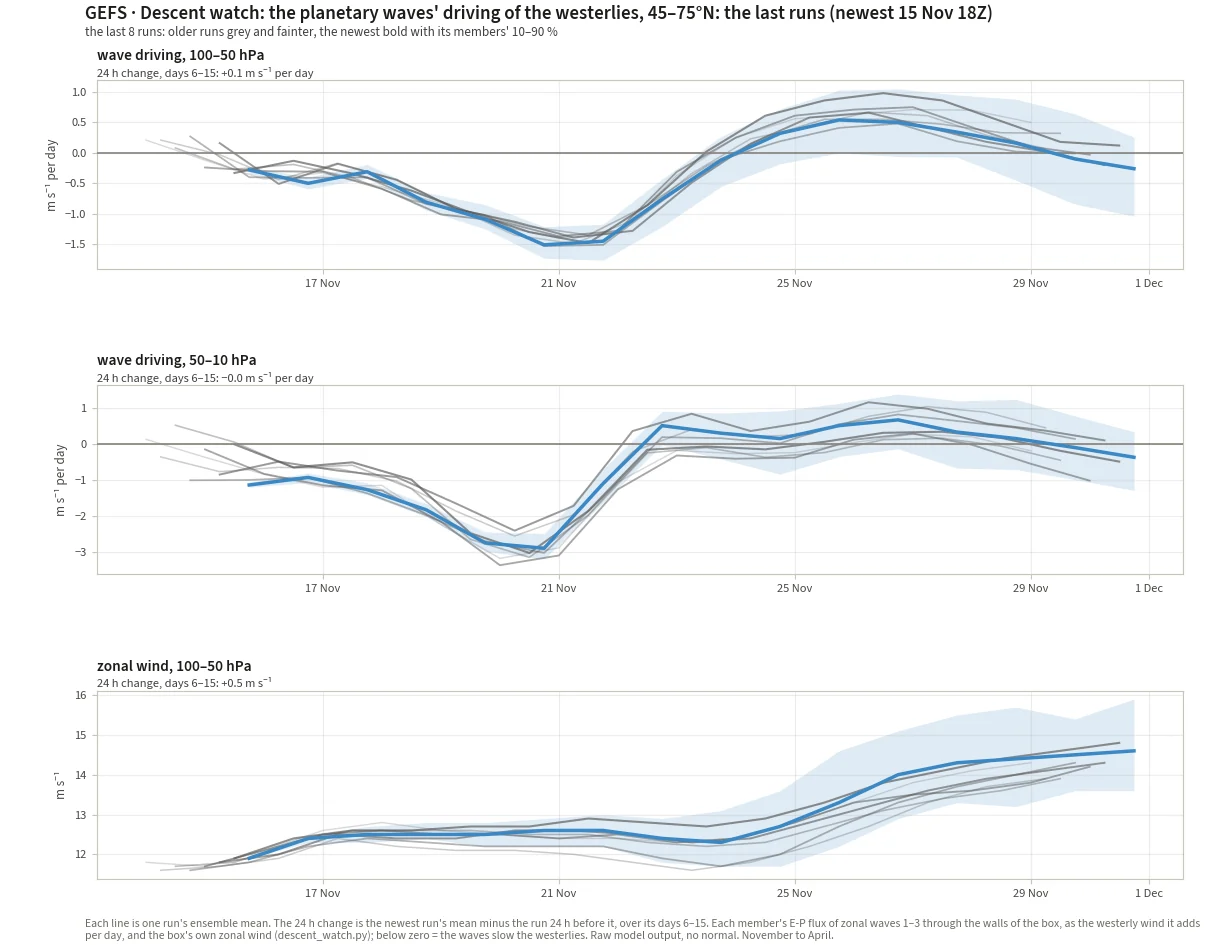 GEFS · Descent watch: the planetary waves' driving of the westerlies, 45–75°N: the last runs (newest 15 Nov 18Z)
the last 8 runs: older runs grey and fainter, the newest bold with its members' 10–90 %
wave driving, 100–50 hPa
24 h change, days 6–15: +0.1 m s⁻¹ per day
1.0
0.5
0.0
−0.5
−1.0
−1.5
m s⁻¹ per day
17 Nov
21 Nov
25 Nov
29 Nov
1 Dec
wave driving, 50–10 hPa
24 h change, days 6–15: −0.0 m s⁻¹ per day
1
0
−1
−2
−3
m s⁻¹ per day
17 Nov
21 Nov
25 Nov
29 Nov
1 Dec
zonal wind, 100–50 hPa
24 h change, days 6–15: +0.5 m s⁻¹
16
15
14
13
12
m s⁻¹
17 Nov
21 Nov
25 Nov
29 Nov
1 Dec
Each line is one run's ensemble mean. The 24 h change is the newest run's mean minus the run 24 h before it, over its days 6–15. Each member's E-P flux of zonal waves 1–3 through the walls of the box, as the westerly wind it adds
per day, and the box's own zonal wind (descent_watch.py); below zero = the waves slow the westerlies. Raw model output, no normal. November to April.